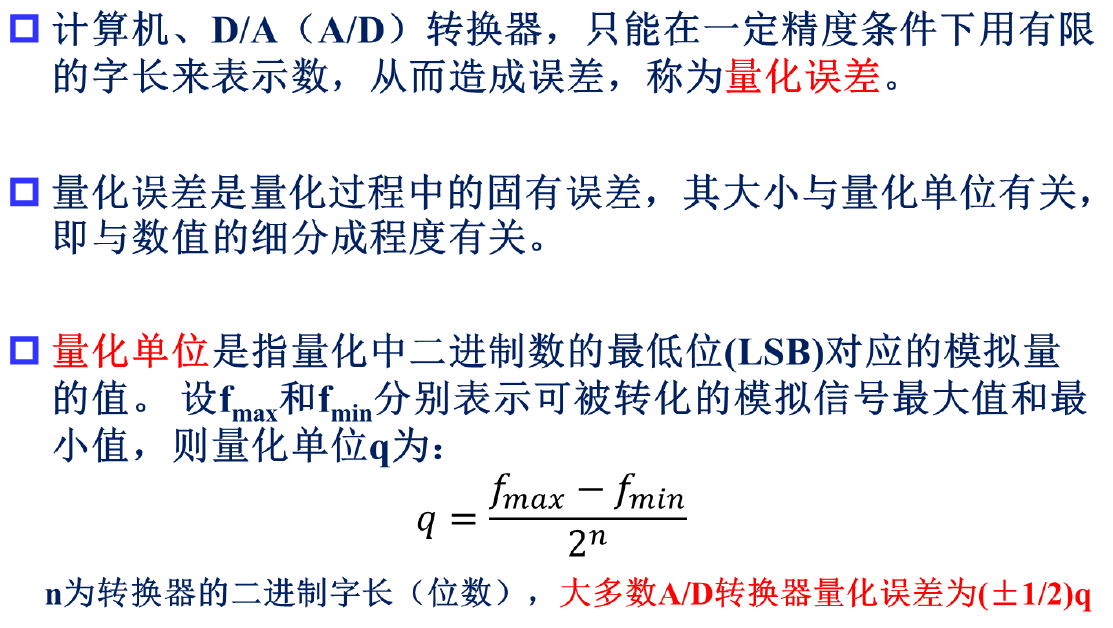 计算机、D/A（A/D）转换器，只能在一定精度条件下用有限
的字长来表示数，从而造成误差，称为量化误差。
量化误差是量化过程中的固有误差，其大小与量化单位有关，
即与数值的细分成程度有关。
量化单位是指量化中二进制数的最低位(LSB)对应的模拟量
的值。 设fmax和fmin分别表示可被转化的模拟信号最大值和最
小值，则量化单位q为：
q = \frac{f_{max} - f_{min}}{2^n}
n为转换器的二进制字长（位数），大多数A/D转换器量化误差为(±1/2)q